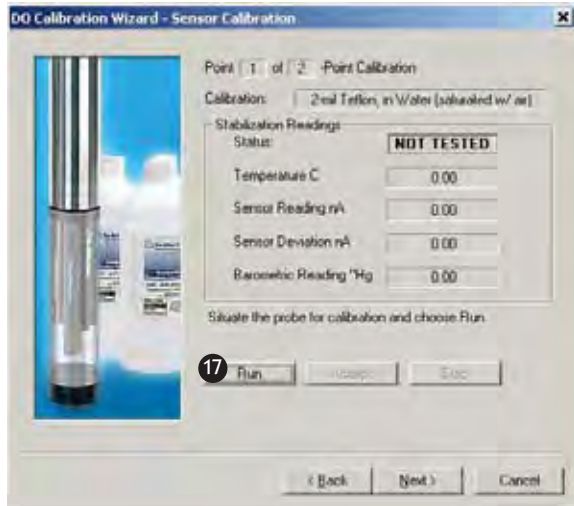 DO Calibration Wizard - Sensor Calibration
Point 1 of 2 -Point Calibration
Calibration: 2-mil Teflon, in Water (saturated w/ air)
Stabilization Readings
Status: NOT TESTED
Temperature C 0.00
Sensor Reading nA 0.00
Sensor Deviation nA 0.00
Barometric Reading "Hg 0.00
Situate the probe for calibration and choose Run
17 Run Accept Stop
< Back Next > Cancel